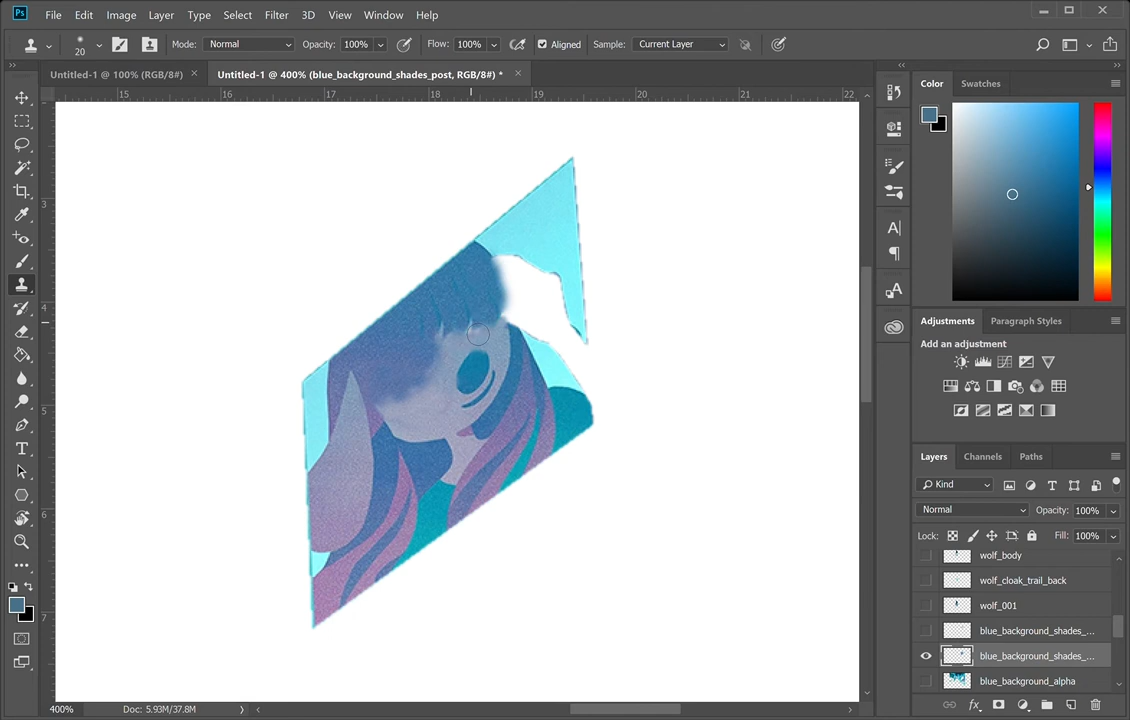 Ps File Edit Image Layer Type Select Filter 3D View Window Help
20 Mode: Normal Opacity: 100% Flow: 100% Aligned Sample: Current Layer
Untitled-1 @ 100% (RGB/8#) × Untitled-1 @ 400% (blue_background_shades_post, RGB/8#) * ×
15 16 17 18 19 20 21 22
3
4
5
6
7
Color Swatches
Adjustments Paragraph Styles
Add an adjustment
Layers Channels Paths
Kind
Normal Opacity: 100%
Lock: Fill: 100%
wolf_body
wolf_cloak_trail_back
wolf_001
blue_background_shades_...
blue_background_shades_...
blue_background_alpha
400% Doc: 5.93M/37.8M